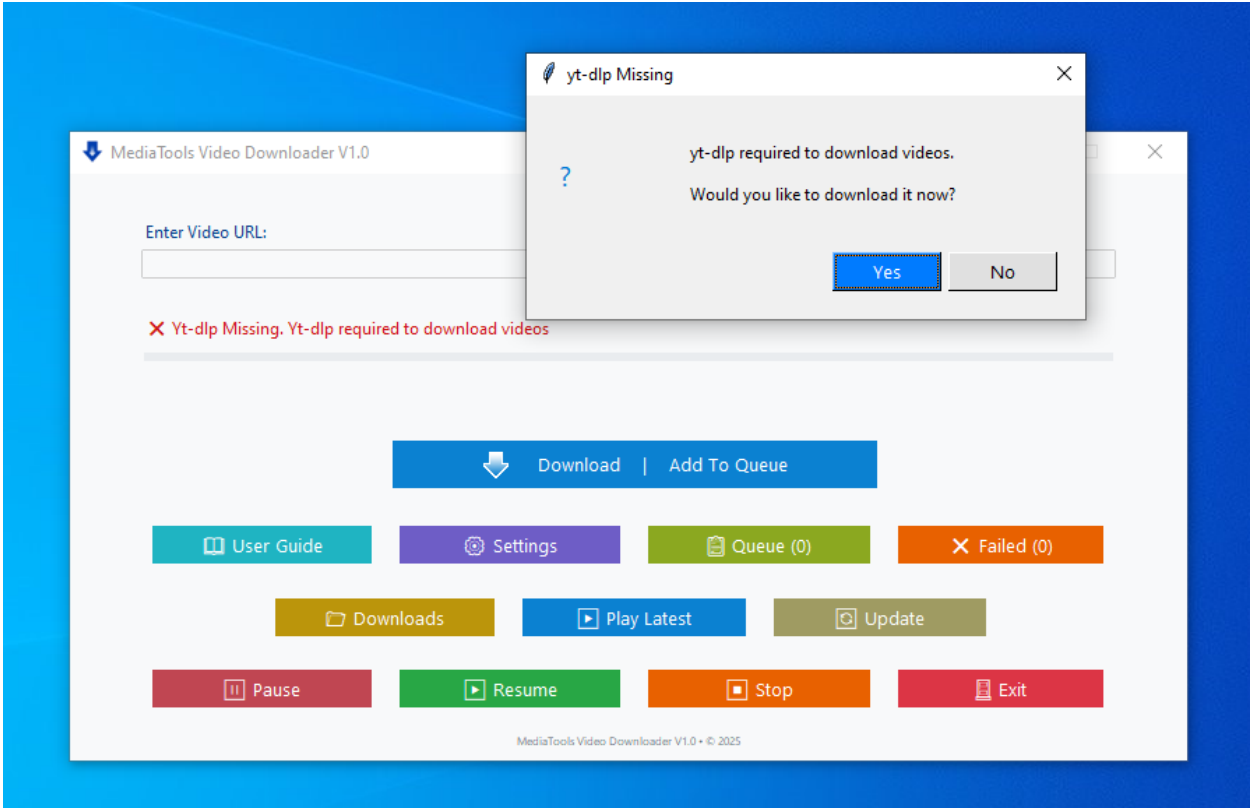 yt-dlp Missing
yt-dlp required to download videos.
Would you like to download it now?
Yes
No
MediaTools Video Downloader V1.0
Enter Video URL:
Yt-dlp Missing. Yt-dlp required to download videos
Download | Add To Queue
User Guide
Settings
Queue (0)
Failed (0)
Downloads
Play Latest
Update
Pause
Resume
Stop
Exit
MediaTools Video Downloader V1.0 • © 2025